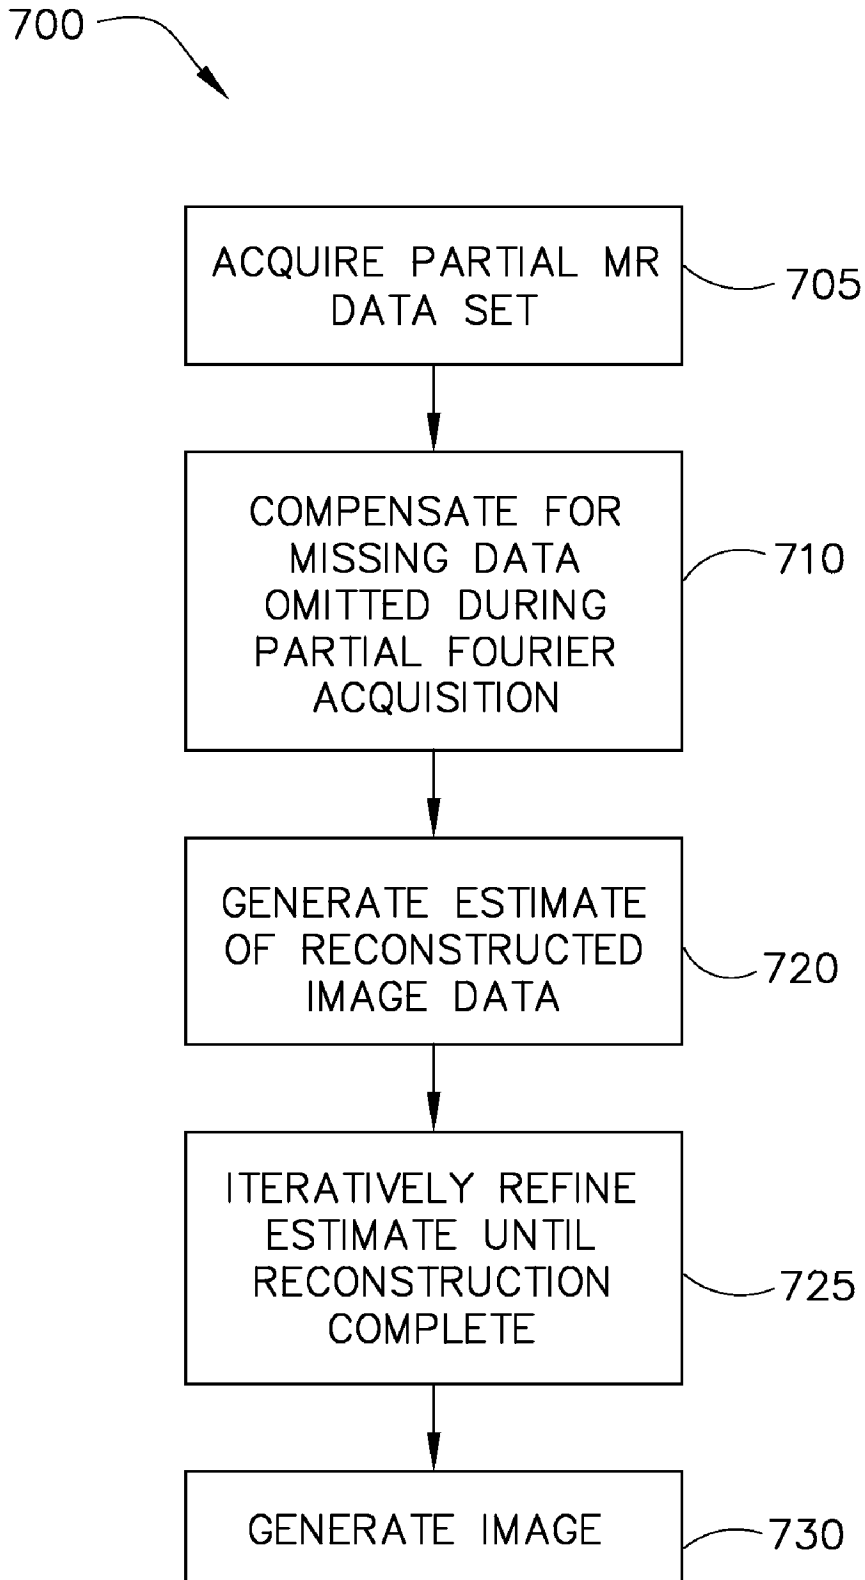 700
ACQUIRE PARTIAL MR
DATA SET
705
COMPENSATE FOR
MISSING DATA
OMITTED DURING
PARTIAL FOURIER
ACQUISITION
710
GENERATE ESTIMATE
OF RECONSTRUCTED
IMAGE DATA
720
ITERATIVELY REFINE
ESTIMATE UNTIL
RECONSTRUCTION
COMPLETE
725
GENERATE IMAGE
730